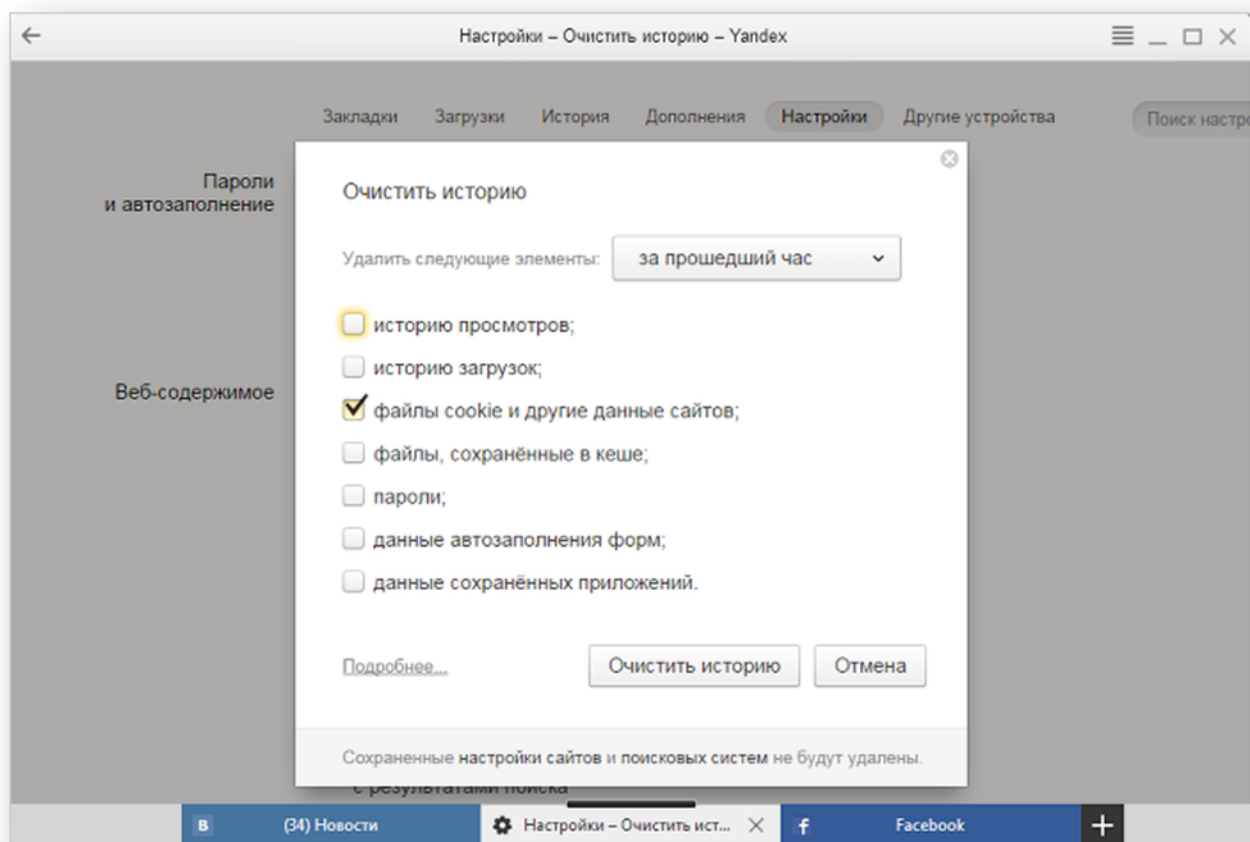 Настройки – Очистить историю – Yandex
Закладки Загрузки История Дополнения Настройки Другие устройства Поиск настро
Пароли
и автозаполнение
Очистить историю
Удалить следующие элементы: за прошедший час
историю просмотров;
историю загрузок;
Веб-содержимое
файлы cookie и другие данные сайтов;
файлы, сохранённые в кеше;
пароли;
данные автозаполнения форм;
данные сохранённых приложений.
Подробнее... Очистить историю Отмена
Сохраненные настройки сайтов и поисковых систем не будут удалены.
с результатами поиска
B (34) Новости Настройки – Очистить ист... f Facebook